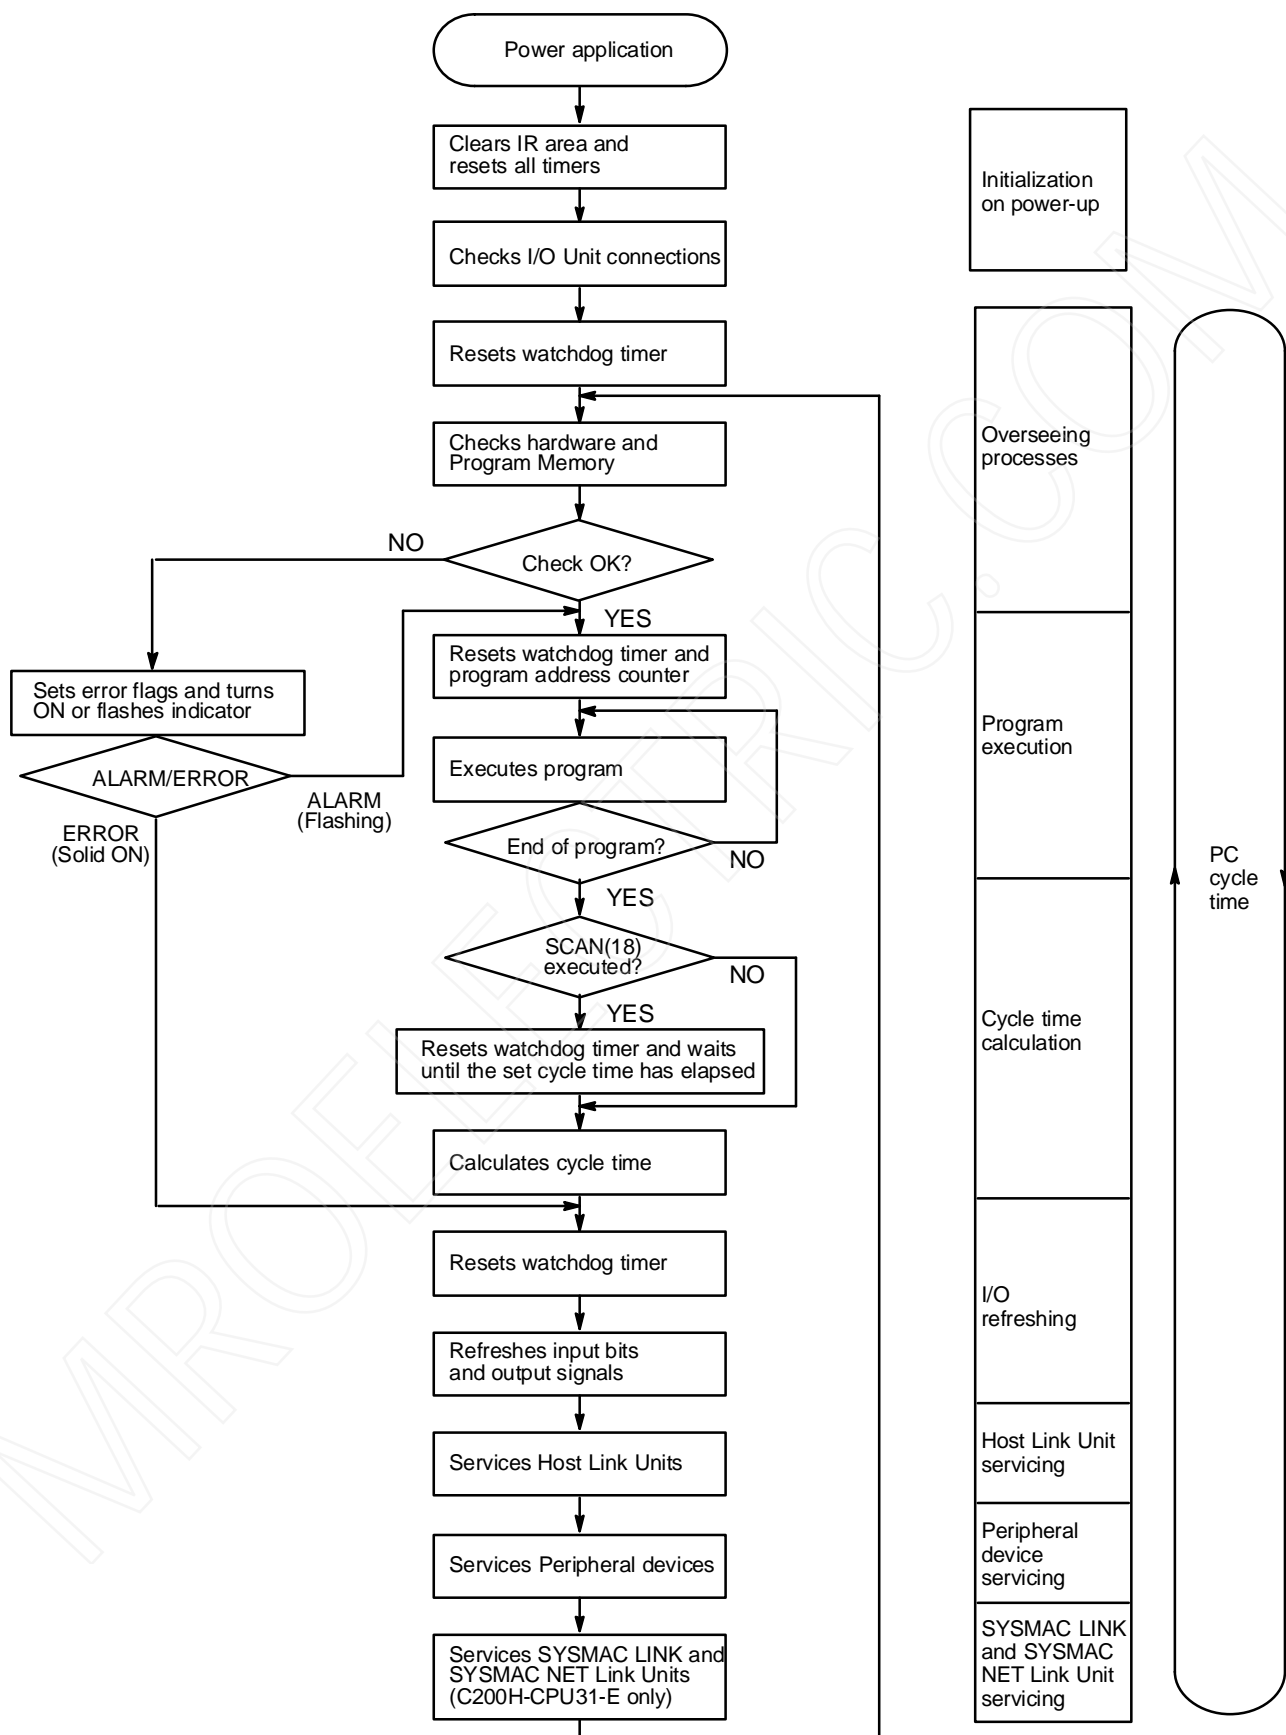 Power application
Clears IR area and
resets all timers
Checks I/O Unit connections
Resets watchdog timer
Checks hardware and
Program Memory
NO
Check OK?
YES
Resets watchdog timer and
program address counter
Sets error flags and turns
ON or flashes indicator
Executes program
ALARM/ERROR
ALARM
(Flashing)
ERROR
(Solid ON)
End of program?
NO
YES
SCAN(18)
executed?
NO
YES
Resets watchdog timer and waits
until the set cycle time has elapsed
Calculates cycle time
Resets watchdog timer
Refreshes input bits
and output signals
Services Host Link Units
Services Peripheral devices
Services SYSMAC LINK and
SYSMAC NET Link Units
(C200H-CPU31-E only)
Initialization
on power-up
Overseeing
processes
Program
execution
Cycle time
calculation
I/O
refreshing
Host Link Unit
servicing
Peripheral
device
servicing
SYSMAC LINK
and SYSMAC
NET Link Unit
servicing
PC
cycle
time
MROELECTRIC.COM